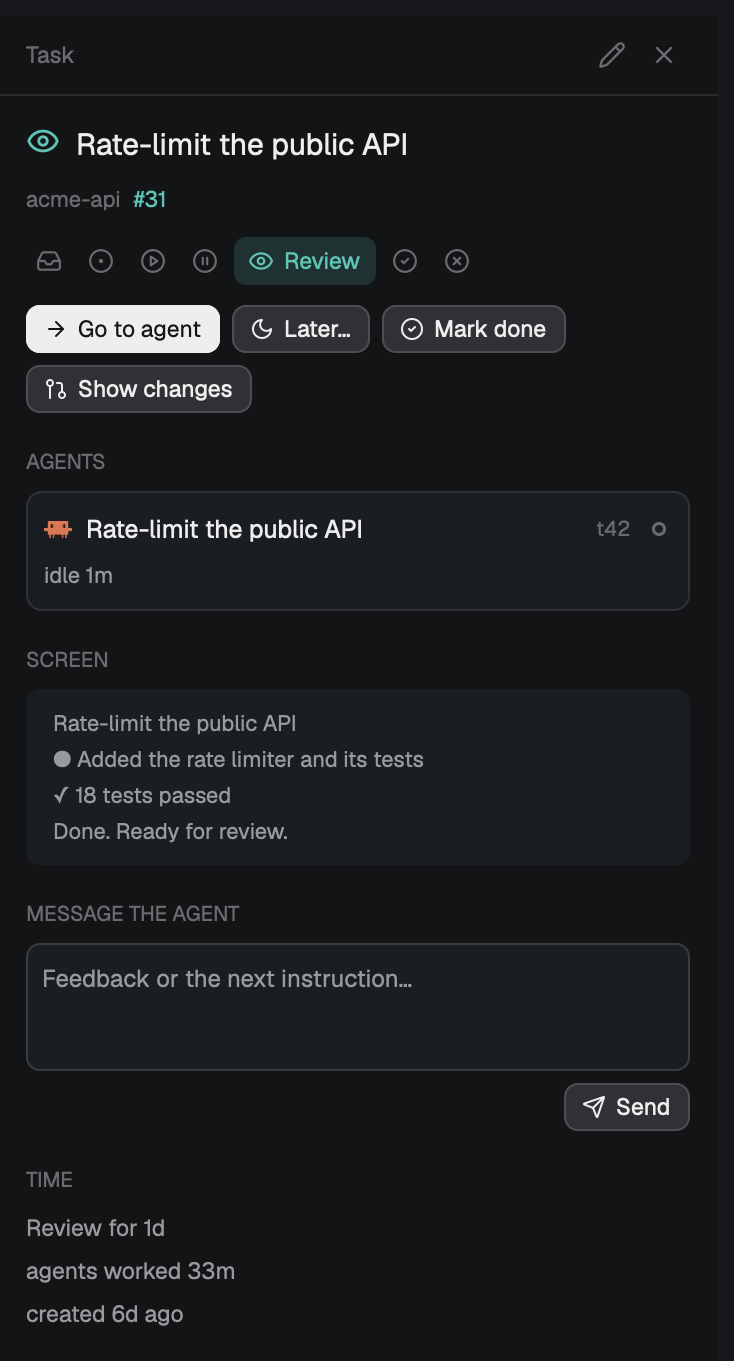 Task
Rate-limit the public API
acme-api #31
Review
Go to agent
Later…
Mark done
Show changes
AGENTS
Rate-limit the public API t42
idle 1m
SCREEN
Rate-limit the public API
● Added the rate limiter and its tests
✓ 18 tests passed
Done. Ready for review.
MESSAGE THE AGENT
Feedback or the next instruction…
Send
TIME
Review for 1d
agents worked 33m
created 6d ago